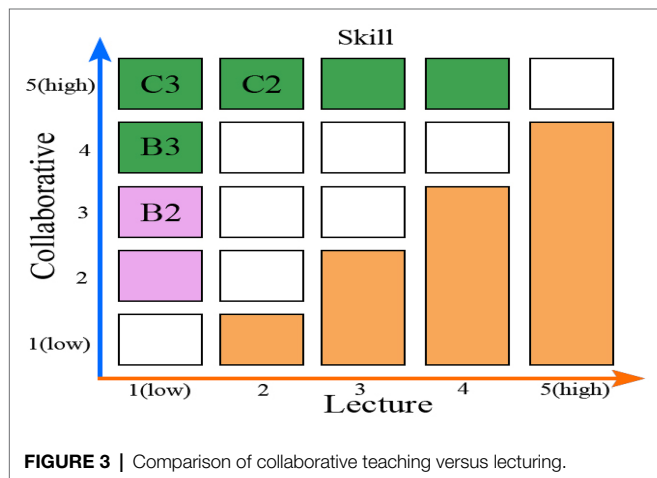 Skill
5(high)
C3
C2
4
B3
3
B2
2
1(low)
Collaborative
1(low)
2
3
4
5(high)
Lecture
FIGURE 3 | Comparison of collaborative teaching versus lecturing.